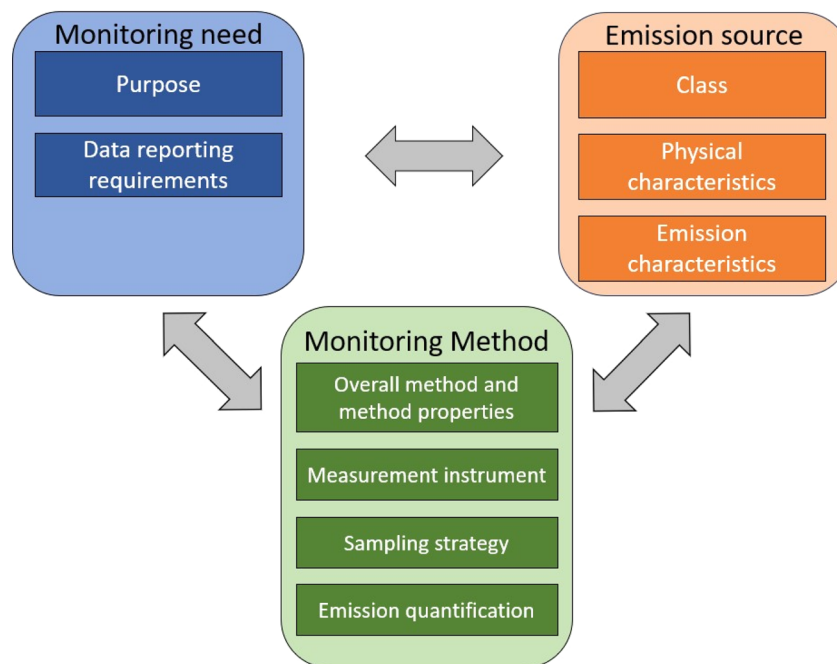 Monitoring need
Purpose
Data reporting
requirements
Emission source
Class
Physical
characteristics
Emission
characteristics
Monitoring Method
Overall method and
method properties
Measurement instrument
Sampling strategy
Emission quantification